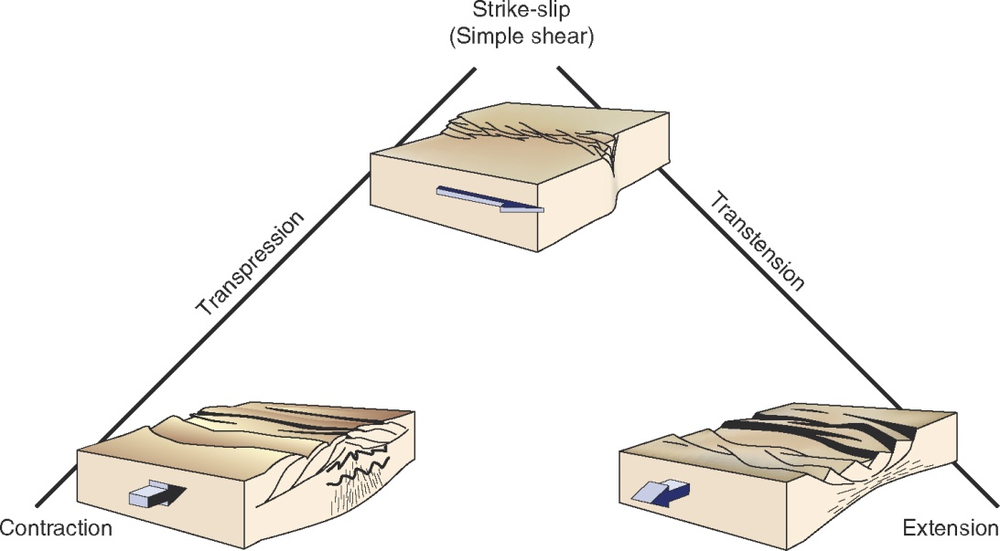 Strike-slip
(Simple shear)
Transpression
Transtension
Contraction
Extension